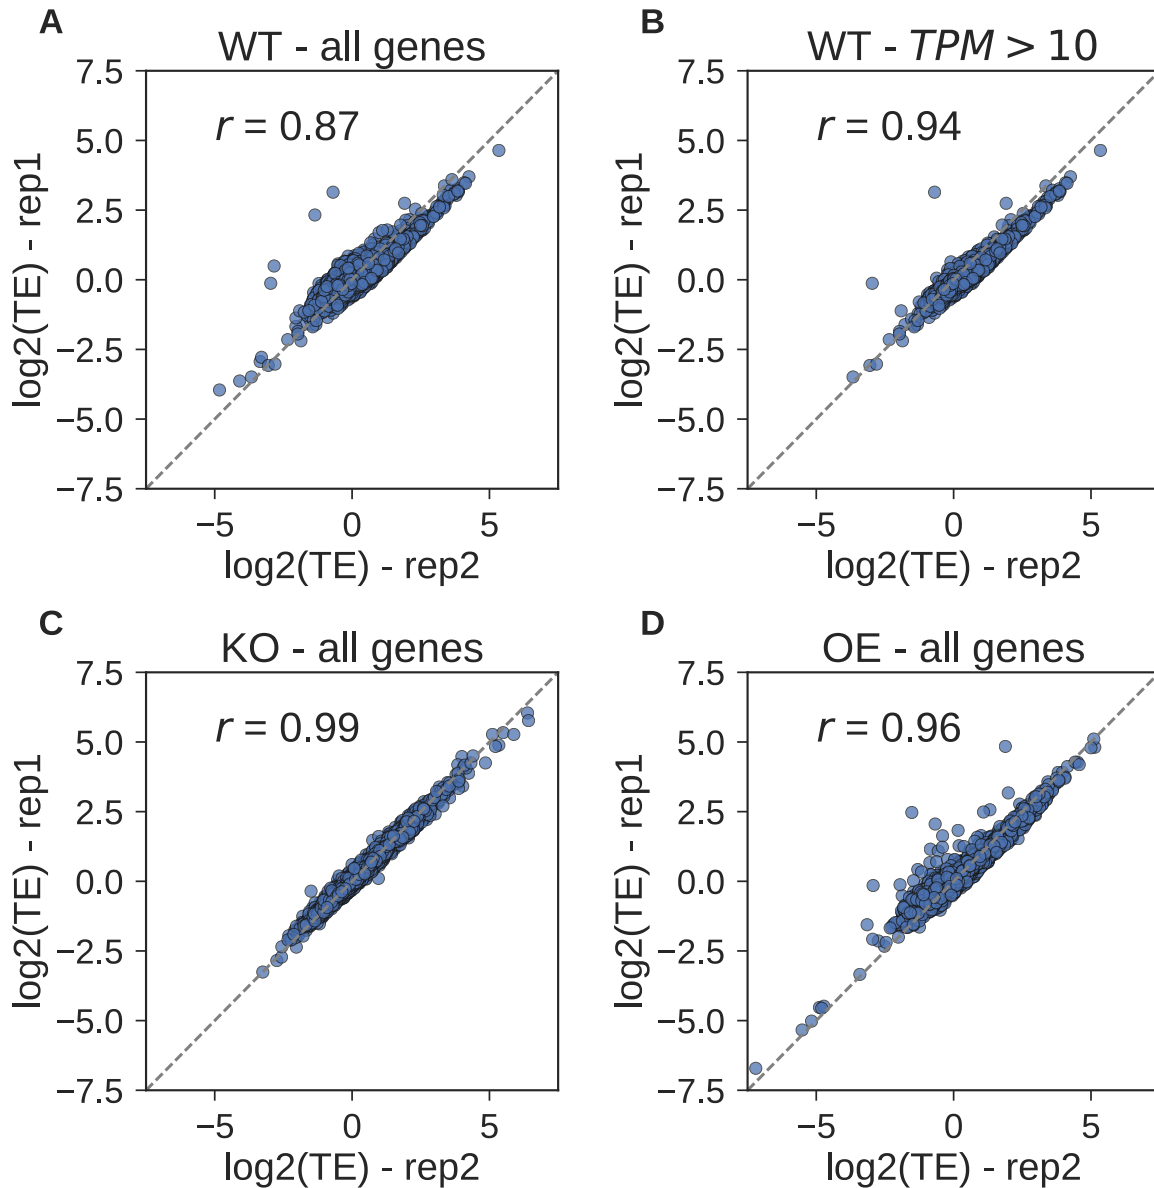 A
WT - all genes
r = 0.87
7.5
5.0
2.5
0.0
−2.5
−5.0
−7.5
log2(TE) - rep1
−5
0
5
log2(TE) - rep2
B
WT - TPM > 10
r = 0.94
7.5
5.0
2.5
0.0
−2.5
−5.0
−7.5
log2(TE) - rep1
−5
0
5
log2(TE) - rep2
C
KO - all genes
r = 0.99
7.5
5.0
2.5
0.0
−2.5
−5.0
−7.5
log2(TE) - rep1
−5
0
5
log2(TE) - rep2
D
OE - all genes
r = 0.96
7.5
5.0
2.5
0.0
−2.5
−5.0
−7.5
log2(TE) - rep1
−5
0
5
log2(TE) - rep2